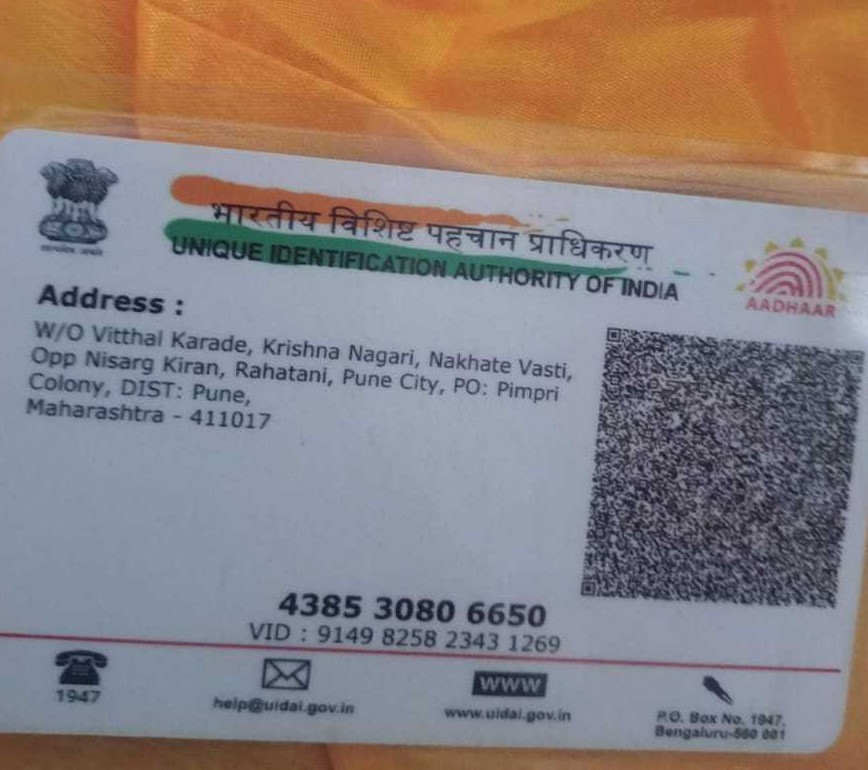 भारतीय विशिष्ट पहचान प्राधिकरण
UNIQUE IDENTIFICATION AUTHORITY OF INDIA
AADHAAR
Address :
W/O Vitthal Karade, Krishna Nagari, Nakhate Vasti,
Opp Nisarg Kiran, Rahatani, Pune City, PO: Pimpri
Colony, DIST: Pune,
Maharashtra - 411017
4385 3080 6650
VID : 9149 8258 2343 1269
1947
help@uidai.gov.in
www
www.uidai.gov.in
P.O. Box No. 1947,
Bengaluru-560 001